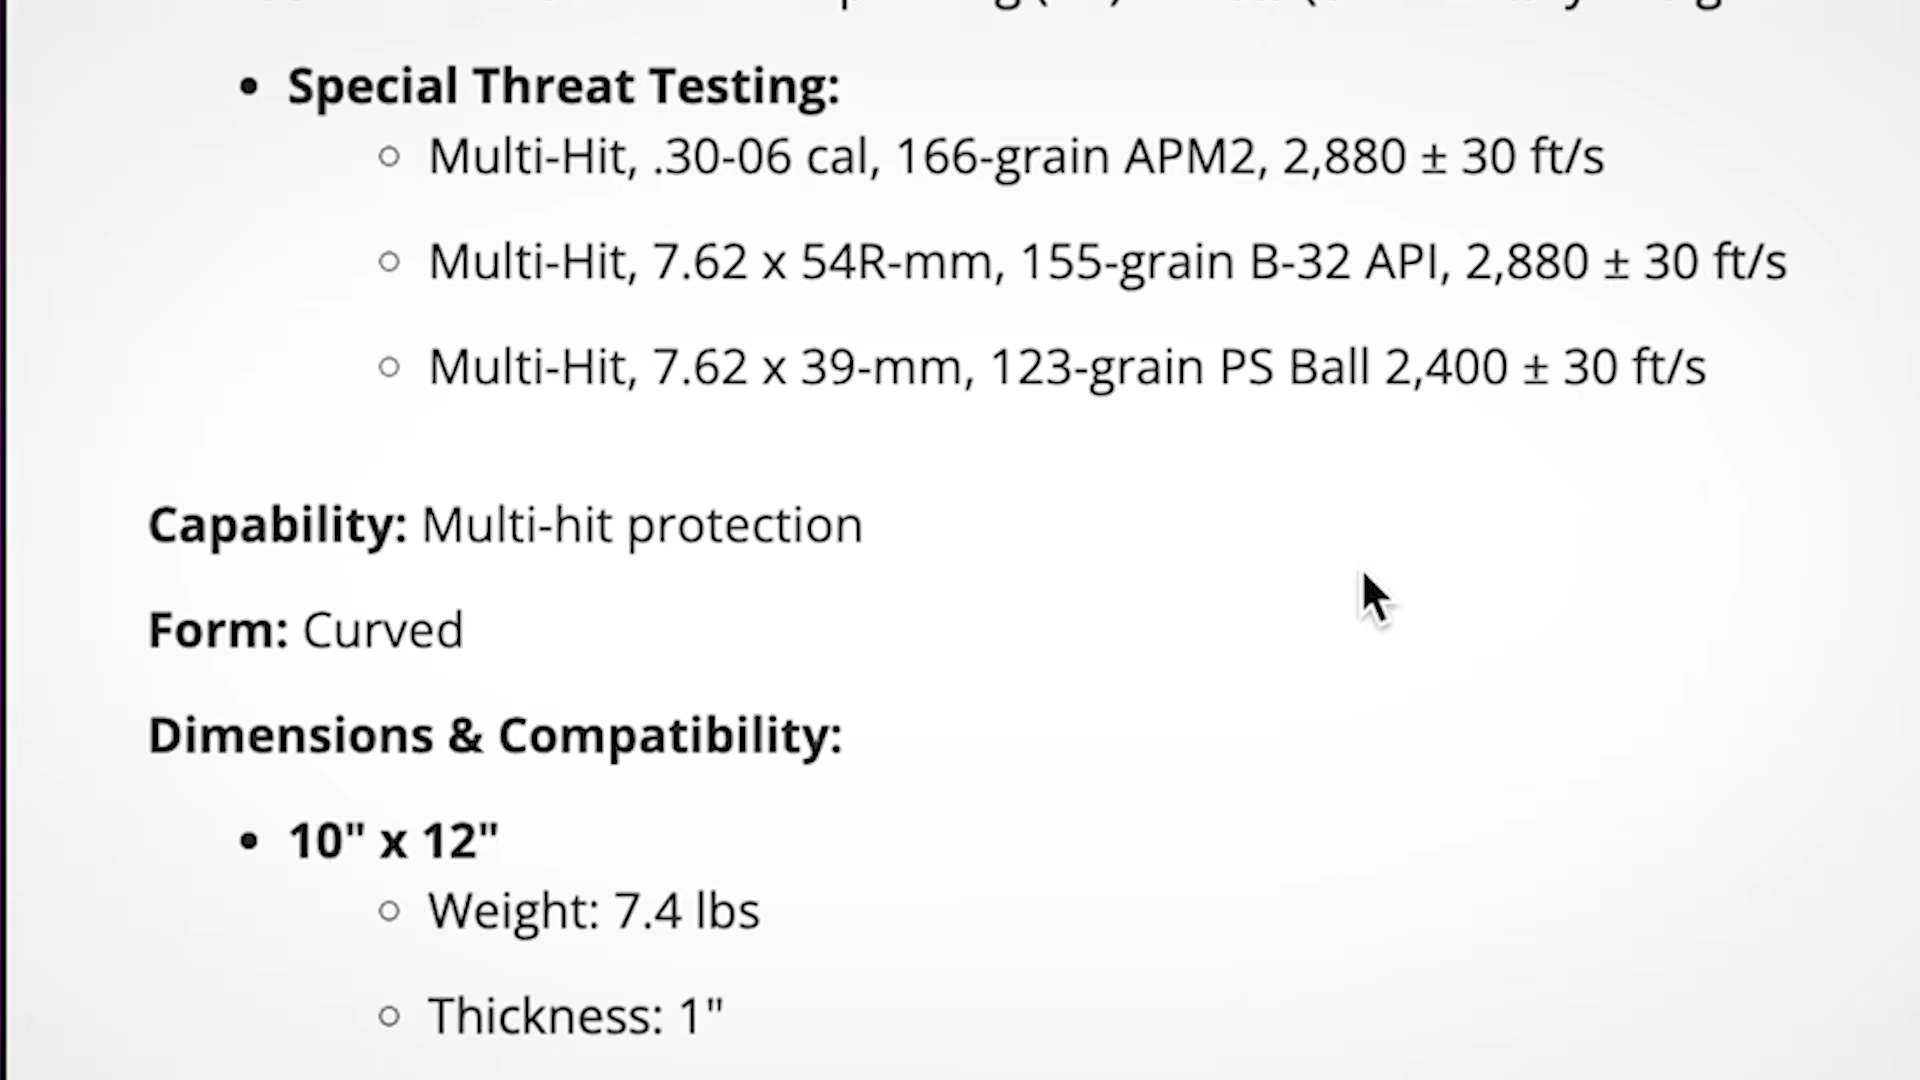 Special Threat Testing:
Multi-Hit, .30-06 cal, 166-grain APM2, 2,880 ± 30 ft/s
Multi-Hit, 7.62 x 54R-mm, 155-grain B-32 API, 2,880 ± 30 ft/s
Multi-Hit, 7.62 x 39-mm, 123-grain PS Ball 2,400 ± 30 ft/s
Capability: Multi-hit protection
Form: Curved
Dimensions & Compatibility:
10" x 12"
Weight: 7.4 lbs
Thickness: 1"